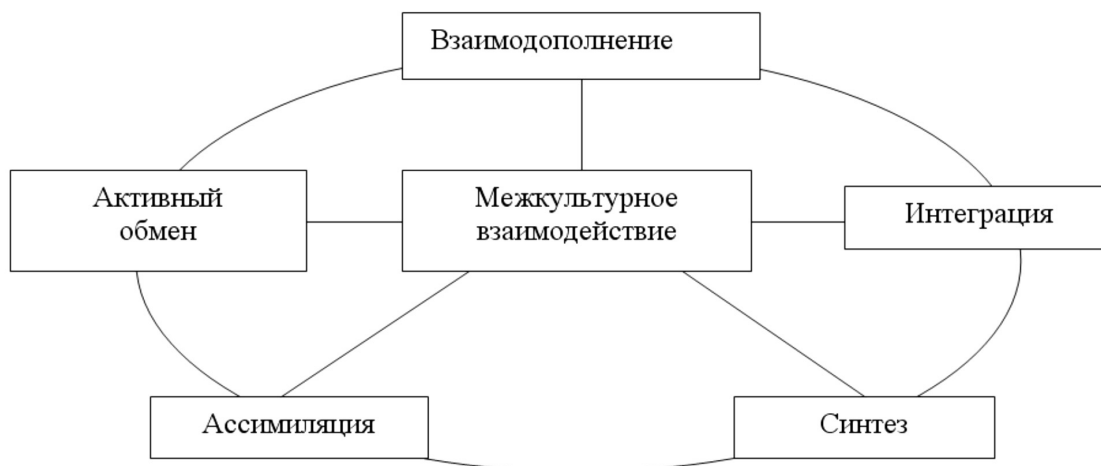 Взаимодополнение
Активный
обмен
Межкультурное
взаимодействие
Интеграция
Ассимиляция
Синтез